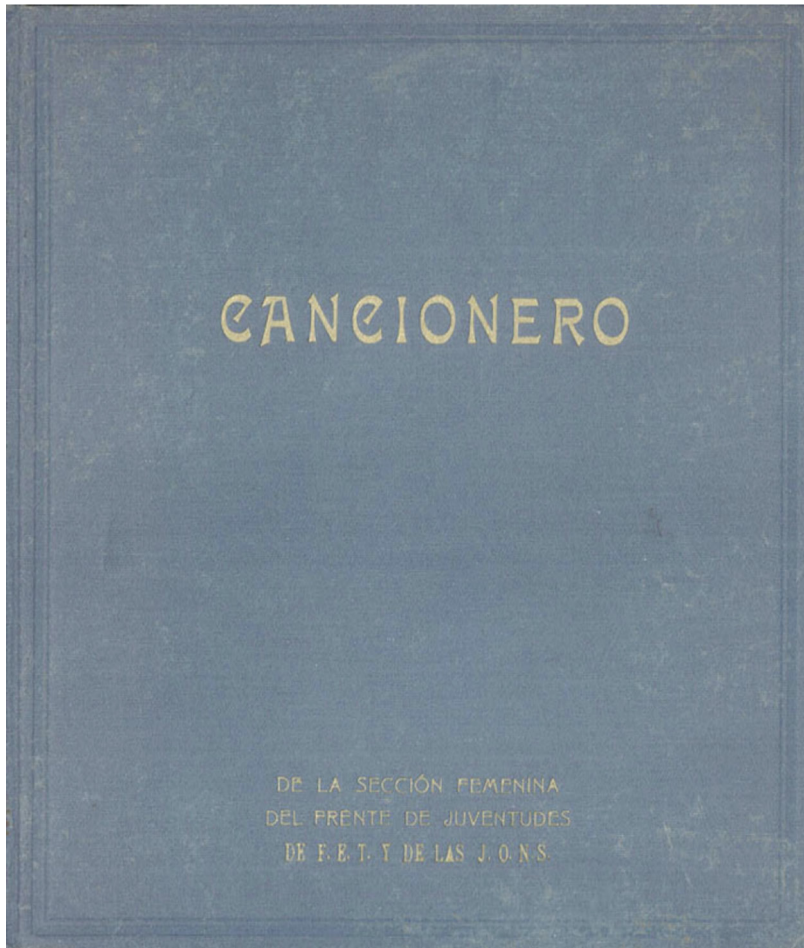 CANCIONERO
DE LA SECCIÓN FEMENINA
DEL FRENTE DE JUVENTUDES
DE F. E. T. Y DE LAS J. O. N. S.